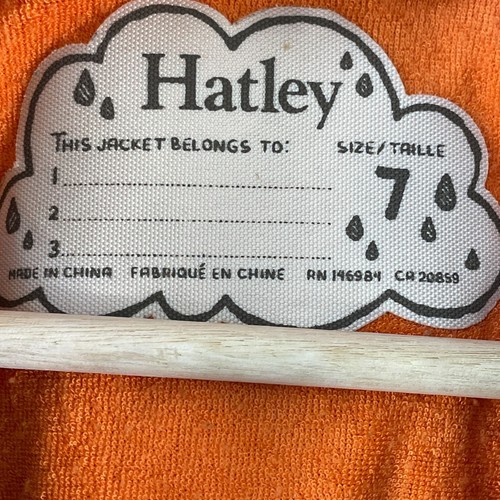 Hatley
THIS JACKET BELONGS TO: SIZE/TAILLE
1 7
2
3
MADE IN CHINA FABRIQUÉ EN CHINE RN 146984 CA 20859